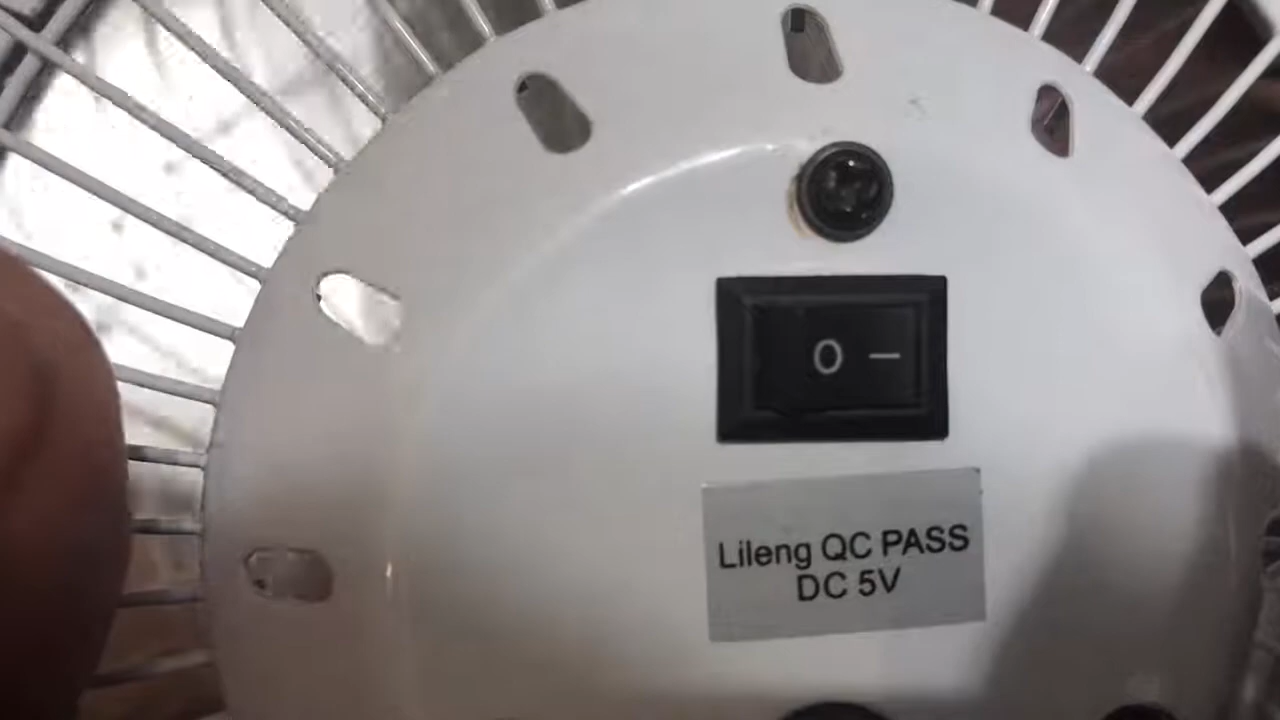 O —
Lileng QC PASS
DC 5V